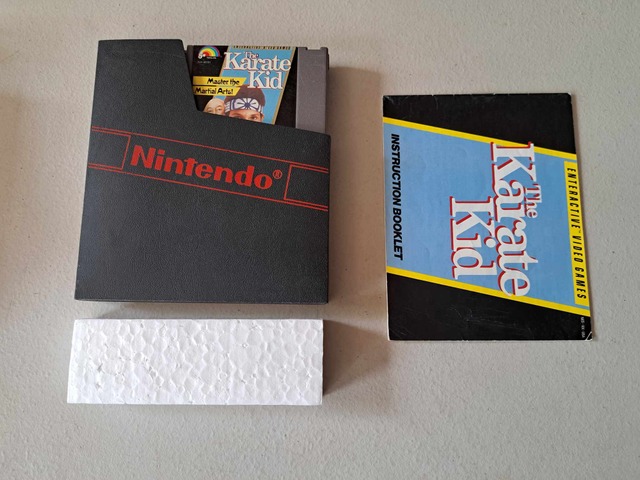 The
Karate
Kid
Master the
Martial Arts!
Nintendo®
ENTERACTIVE VIDEO GAMES
The
Karate
Kid
INSTRUCTION BOOKLET